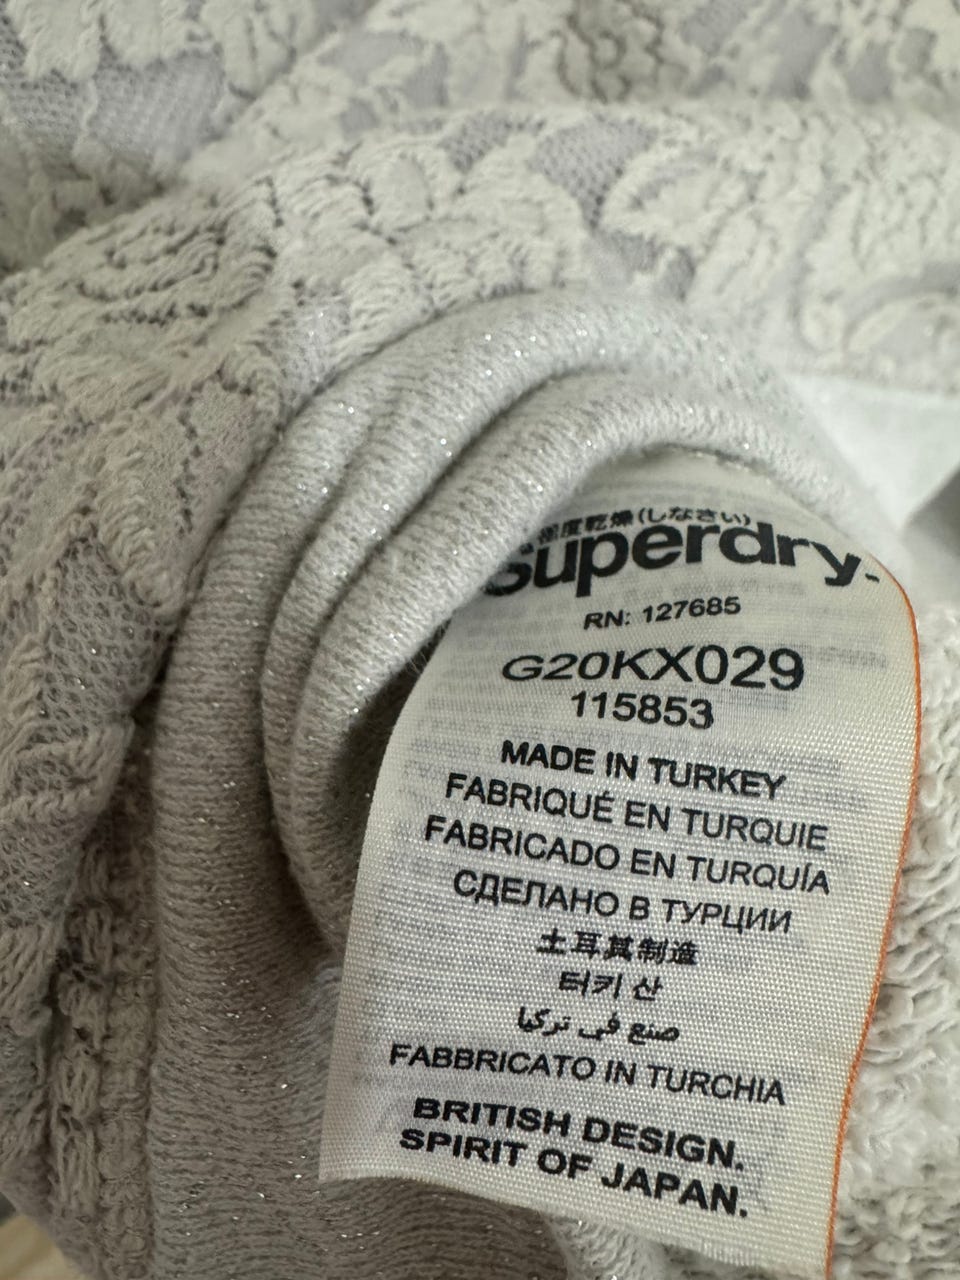 極度乾燥(しなさい)
Superdry.
RN: 127685
G20KX029
115853
MADE IN TURKEY
FABRIQUÉ EN TURQUIE
FABRICADO EN TURQUÍA
СДЕЛАНО В ТУРЦИИ
土耳其制造
터키 산
صنع في تركيا
FABBRICATO IN TURCHIA
BRITISH DESIGN.
SPIRIT OF JAPAN.